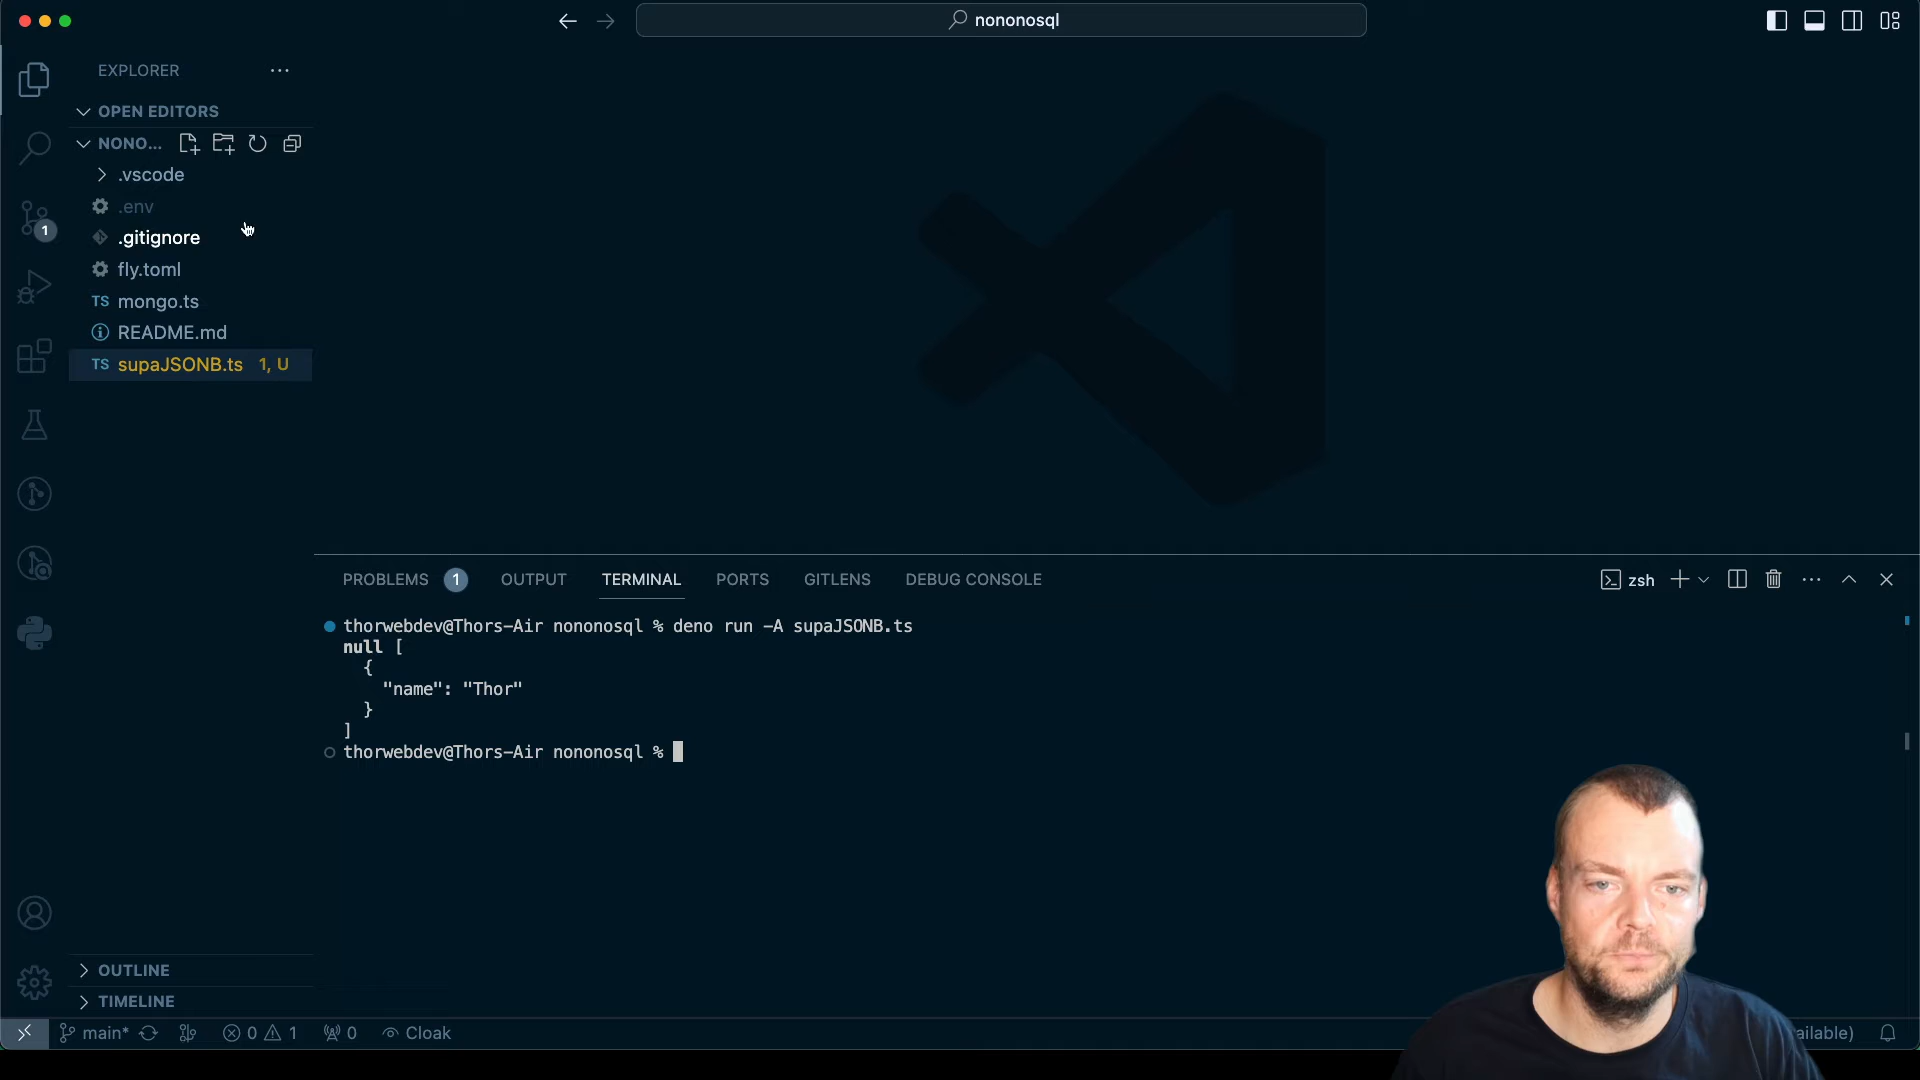 nononosql
EXPLORER
OPEN EDITORS
NONO...
.vscode
.env
.gitignore
fly.toml
TS mongo.ts
README.md
TS supaJSONB.ts 1, U
1
PROBLEMS 1 OUTPUT TERMINAL PORTS GITLENS DEBUG CONSOLE
zsh
thorwebdev@Thors-Air nononosql % deno run -A supaJSONB.ts
null [
{
"name": "Thor"
}
]
thorwebdev@Thors-Air nononosql %
OUTLINE
TIMELINE
main* 0 1 0 Cloak
ailable)